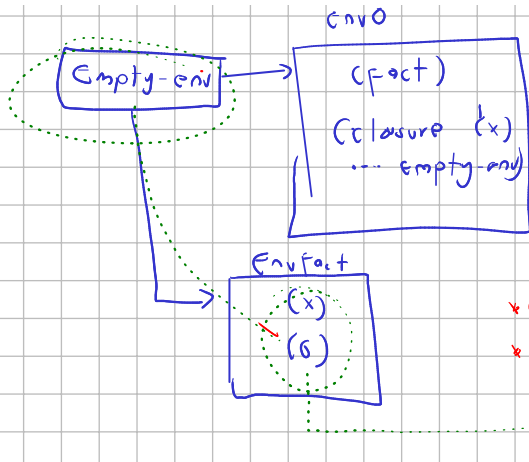 env0
Empty-env
(fact)
(closure '(x)
.... empty-env)
EnvFact
(x)
(6)